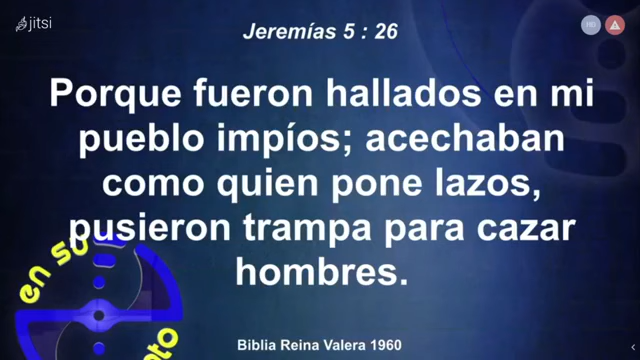 jitsi
Jeremías 5 : 26
Porque fueron hallados en mi
pueblo impíos; acechaban
como quien pone lazos,
pusieron trampa para cazar
hombres.
en su
Biblia Reina Valera 1960